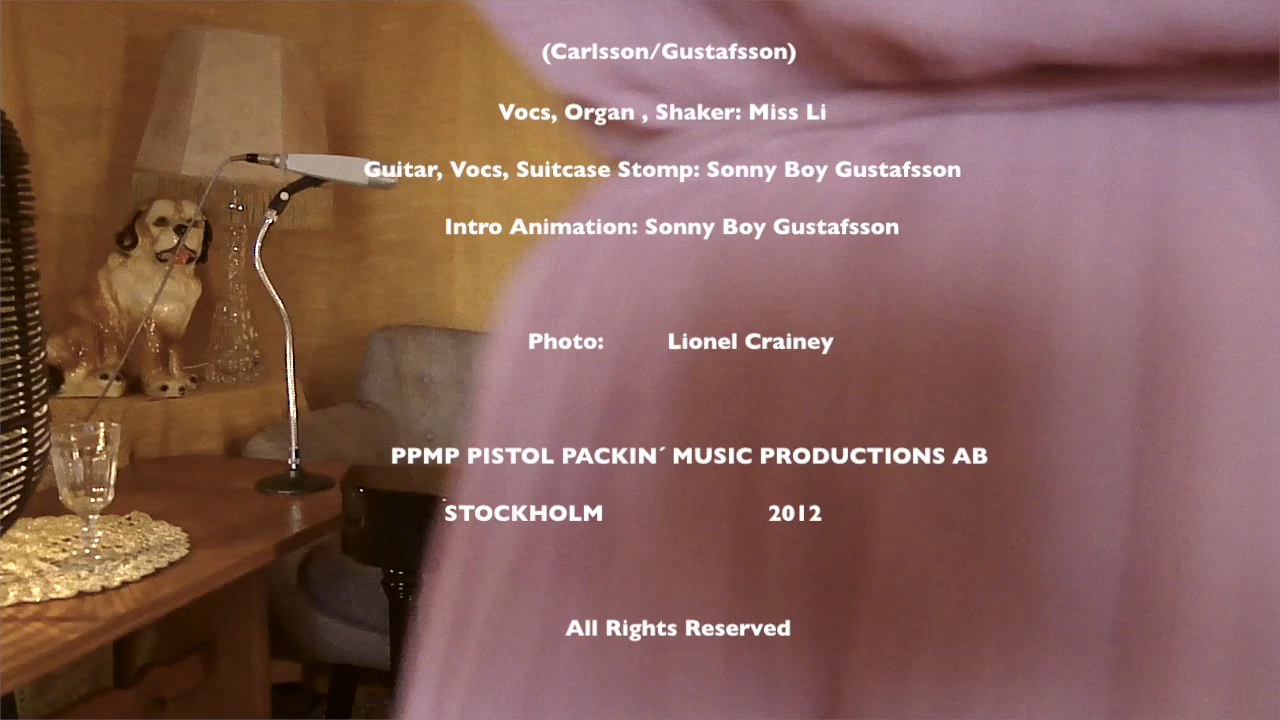 (Carlsson/Gustafsson)
Vocs, Organ , Shaker: Miss Li
Guitar, Vocs, Suitcase Stomp: Sonny Boy Gustafsson
Intro Animation: Sonny Boy Gustafsson
Photo: Lionel Crainey
PPMP PISTOL PACKIN´ MUSIC PRODUCTIONS AB
STOCKHOLM 2012
All Rights Reserved